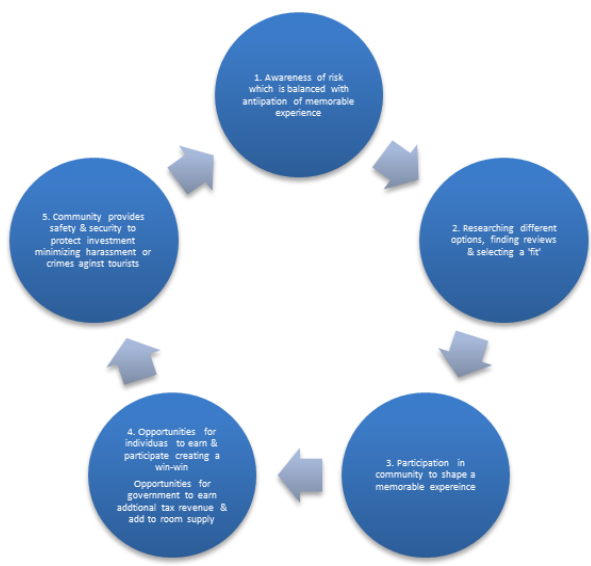 1. Awareness of risk
which is balanced with
antiipation of memorable
experience
2. Researching different
options, finding reviews
& selecting a 'fit'
3. Participation in
community to shape a
memorable expereince
4. Opportunities for
individuas to earn &
participate creating a
win-win
Opportunities for
government to earn
addtional tax revenue &
add to room supply
5. Community provides
safety & security to
protect investment
minimizing harassment or
crimes aginst tourists